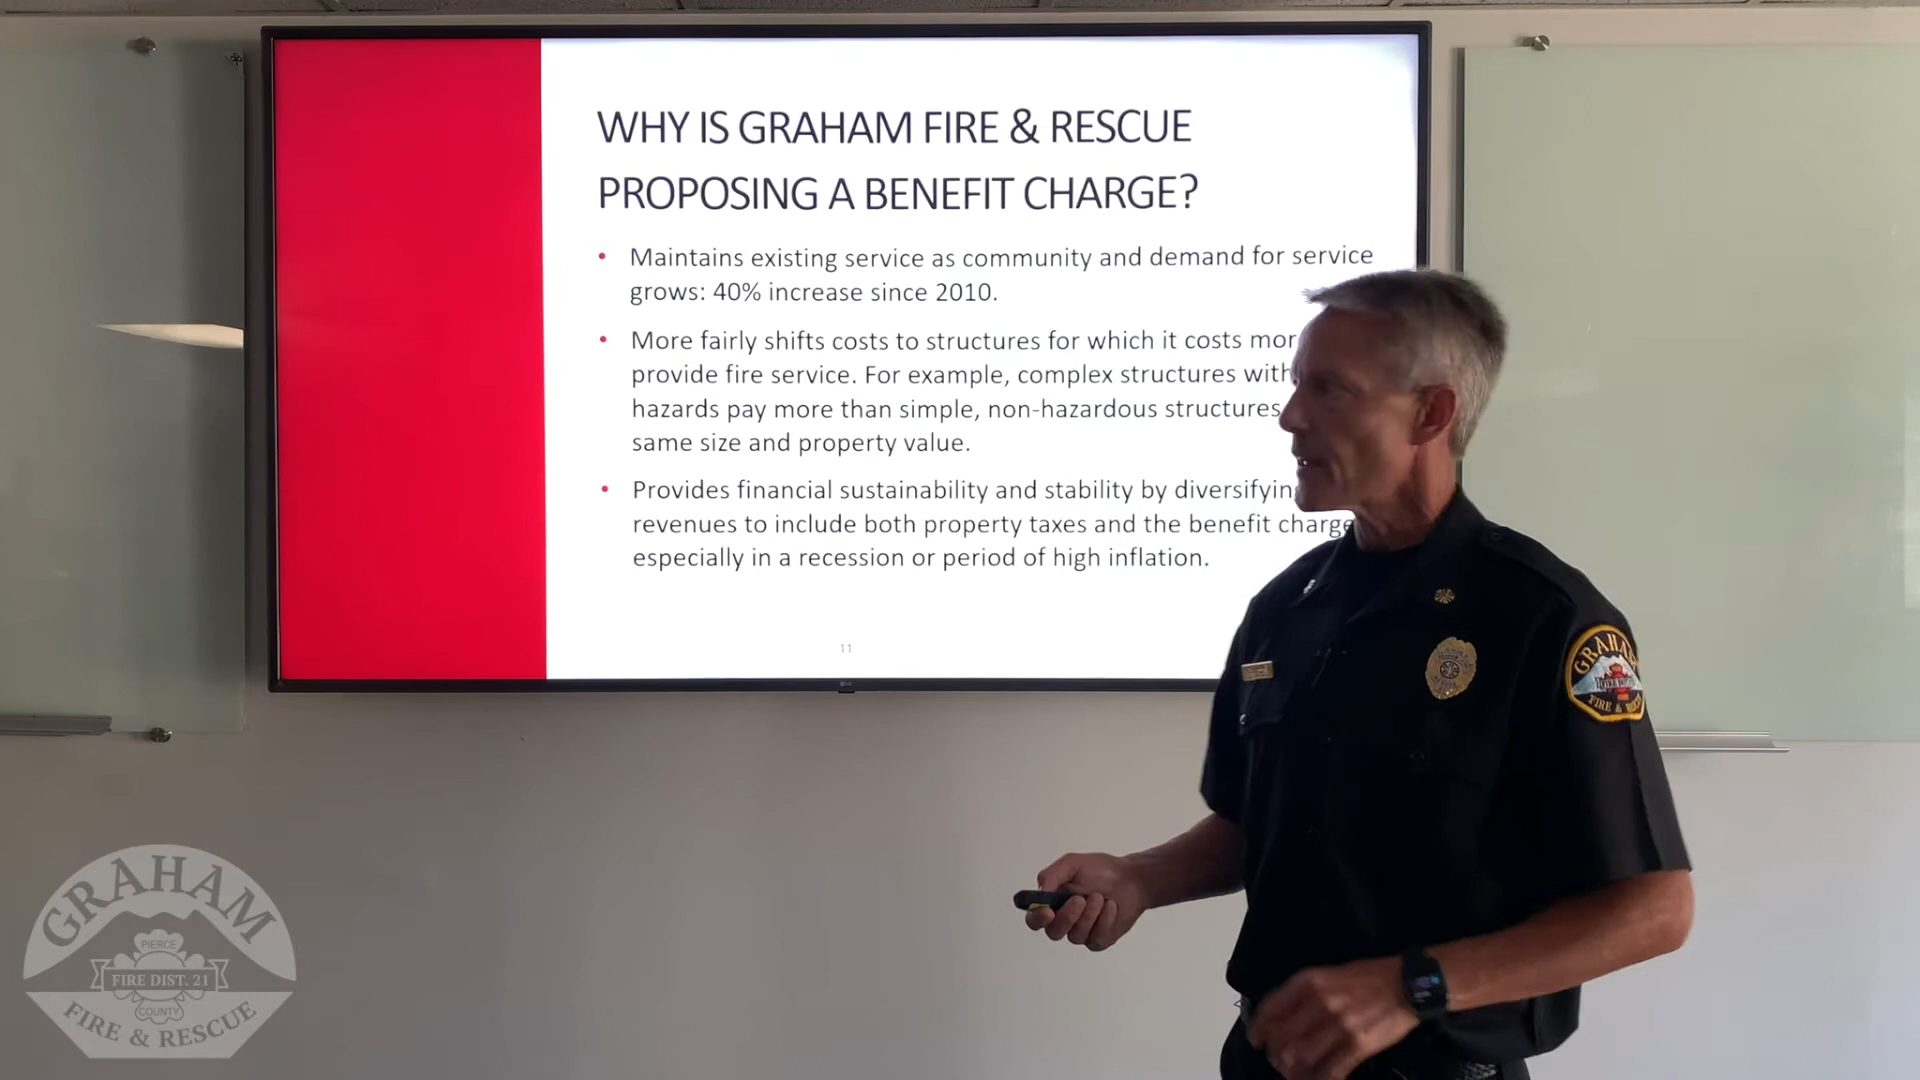 WHY IS GRAHAM FIRE & RESCUE
PROPOSING A BENEFIT CHARGE?
• Maintains existing service as community and demand for service
grows: 40% increase since 2010.
• More fairly shifts costs to structures for which it costs mor
provide fire service. For example, complex structures with
hazards pay more than simple, non-hazardous structures
same size and property value.
• Provides financial sustainability and stability by diversifyin
revenues to include both property taxes and the benefit charge
especially in a recession or period of high inflation.
11
LG
GRAHAM
FIRE & RESCUE
GRAHAM
PIERCE
FIRE DIST. 21
COUNTY
FIRE & RESCUE